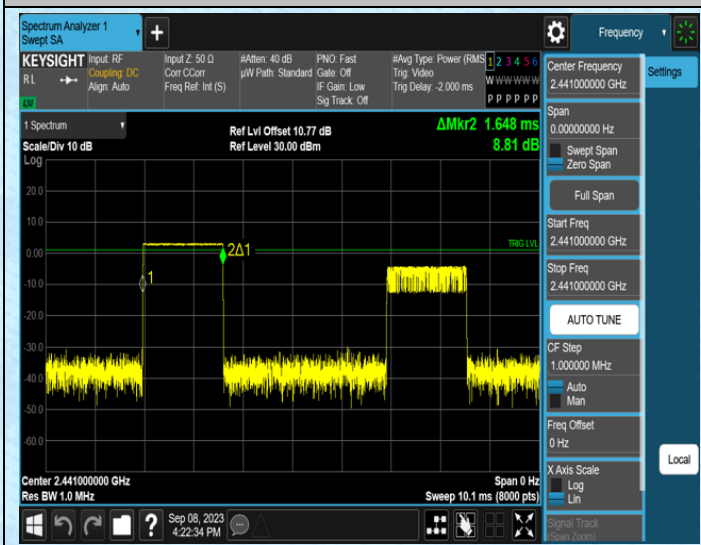 Spectrum Analyzer 1
Swept SA
Frequency
KEYSIGHT
RL
LU
Input: RF
Coupling: DC
Align: Auto
Input Z: 50 Ω
Corr CCorr
Freq Ref: Int (S)
#Atten: 40 dB
µW Path: Standard
PNO: Fast
Gate: Off
IF Gain: Low
Sig Track: Off
#Avg Type: Power (RMS
Trig: Video
Trig Delay: -2.000 ms
1 2 3 4 5 6
W W W W W W
P P P P P P
1 Spectrum
Scale/Div 10 dB
Ref Lvl Offset 10.77 dB
Ref Level 30.00 dBm
ΔMkr2 1.648 ms
8.81 dB
Log
20.0
10.0
0.00
-10.0
-20.0
-30.0
-40.0
-50.0
-60.0
1
2Δ1
TRIG LVL
Center 2.441000000 GHz
Res BW 1.0 MHz
Span 0 Hz
Sweep 10.1 ms (8000 pts)
?
Sep 08, 2023
4:22:34 PM
Center Frequency
2.441000000 GHz
Span
0.00000000 Hz
Swept Span
Zero Span
Full Span
Start Freq
2.441000000 GHz
Stop Freq
2.441000000 GHz
AUTO TUNE
CF Step
1.000000 MHz
Auto
Man
Freq Offset
0 Hz
X Axis Scale
Log
Lin
Signal Track
(Span Zoom)
Settings
Local